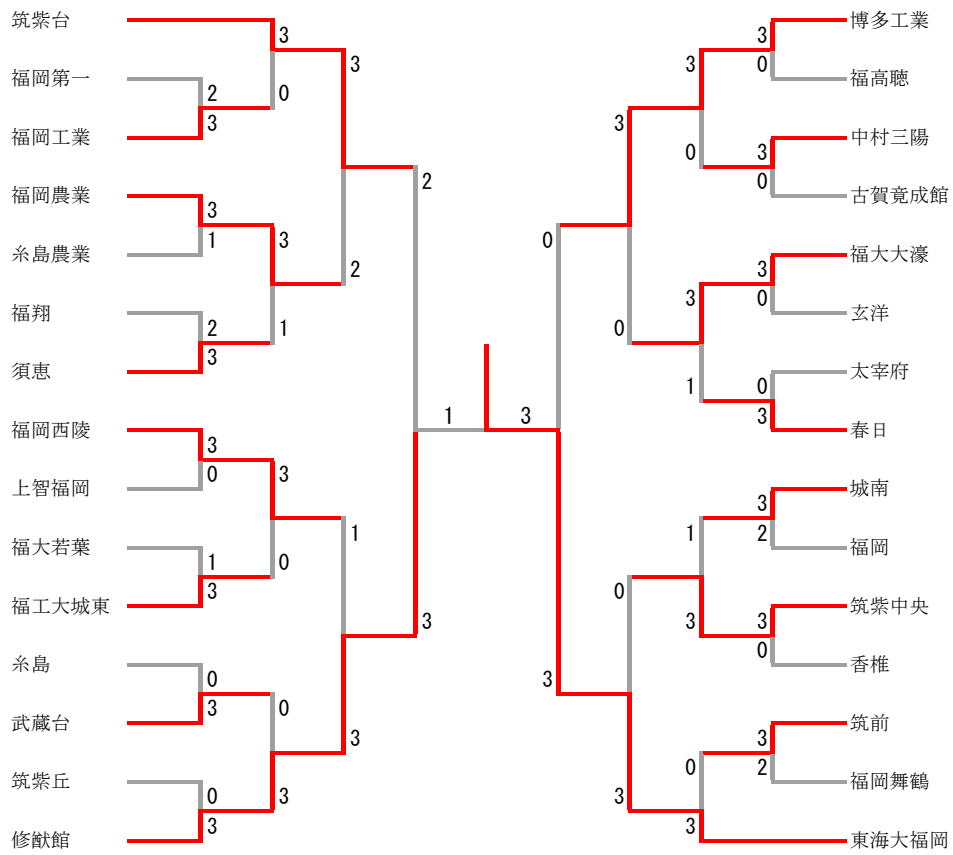 筑紫台
福岡第一
福岡工業
福岡農業
糸島農業
福翔
須恵
福岡西陵
上智福岡
福大若葉
福工大城東
糸島
武蔵台
筑紫丘
修猷館
2
3
3
1
2
3
3
0
1
3
0
3
0
3
3
0
3
1
3
0
0
3
3
2
1
3
2
3
1
3
0
3
3
0
0
3
3
0
3
1
1
3
0
3
3
0
3
0
3
0
0
3
3
2
3
0
3
2
博多工業
福高聴
中村三陽
古賀竟成館
福大大濠
玄洋
太宰府
春日
城南
福岡
筑紫中央
香椎
筑前
福岡舞鶴
東海大福岡